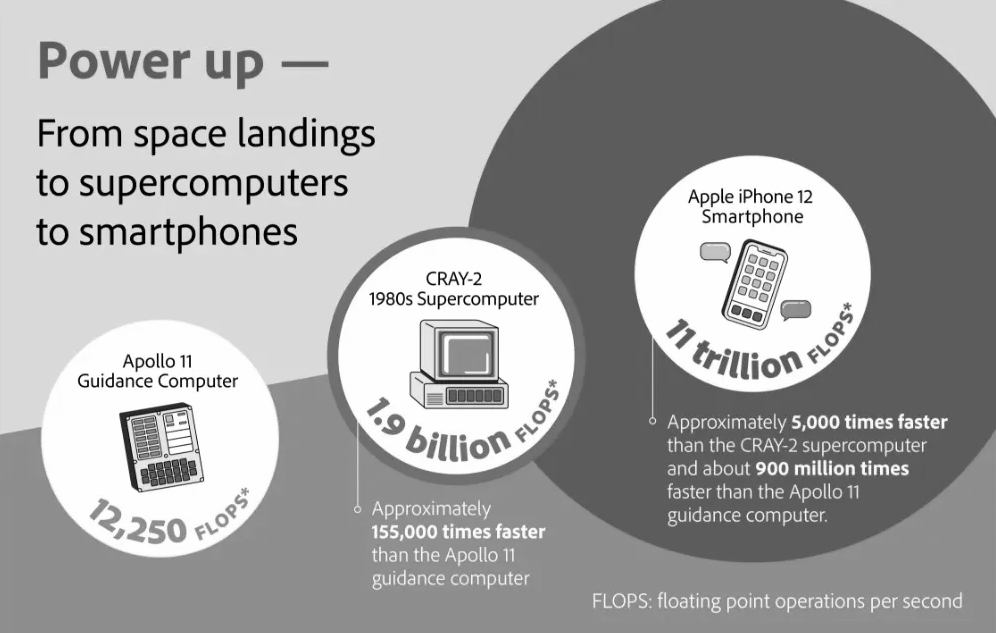 Power up —
From space landings
to supercomputers
to smartphones
Apollo 11
Guidance Computer
12,250 FLOPS*
CRAY-2
1980s Supercomputer
1.9 billion FLOPS*
Approximately
155,000 times faster
than the Apollo 11
guidance computer
Apple iPhone 12
Smartphone
11 trillion FLOPS*
Approximately 5,000 times faster
than the CRAY-2 supercomputer
and about 900 million times
faster than the Apollo 11
guidance computer.
FLOPS: floating point operations per second